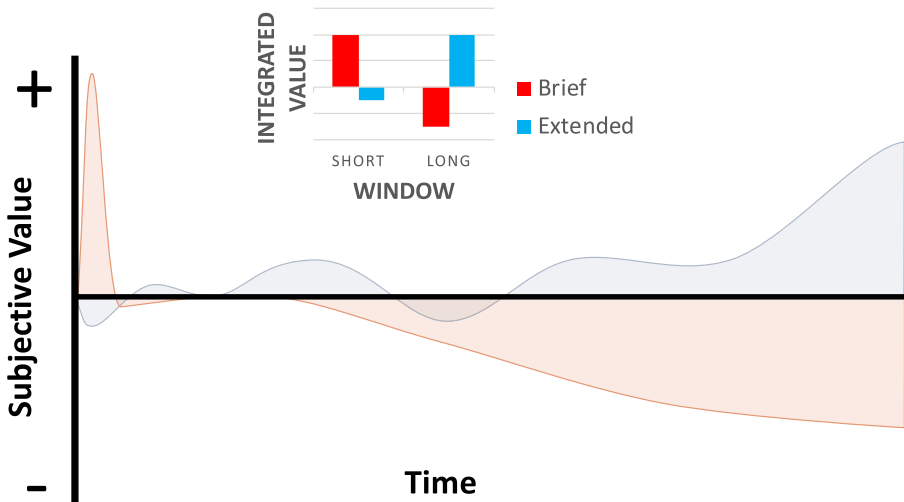 INTEGRATED
VALUE
SHORT LONG
WINDOW
Brief
Extended
+
Subjective Value
-
Time